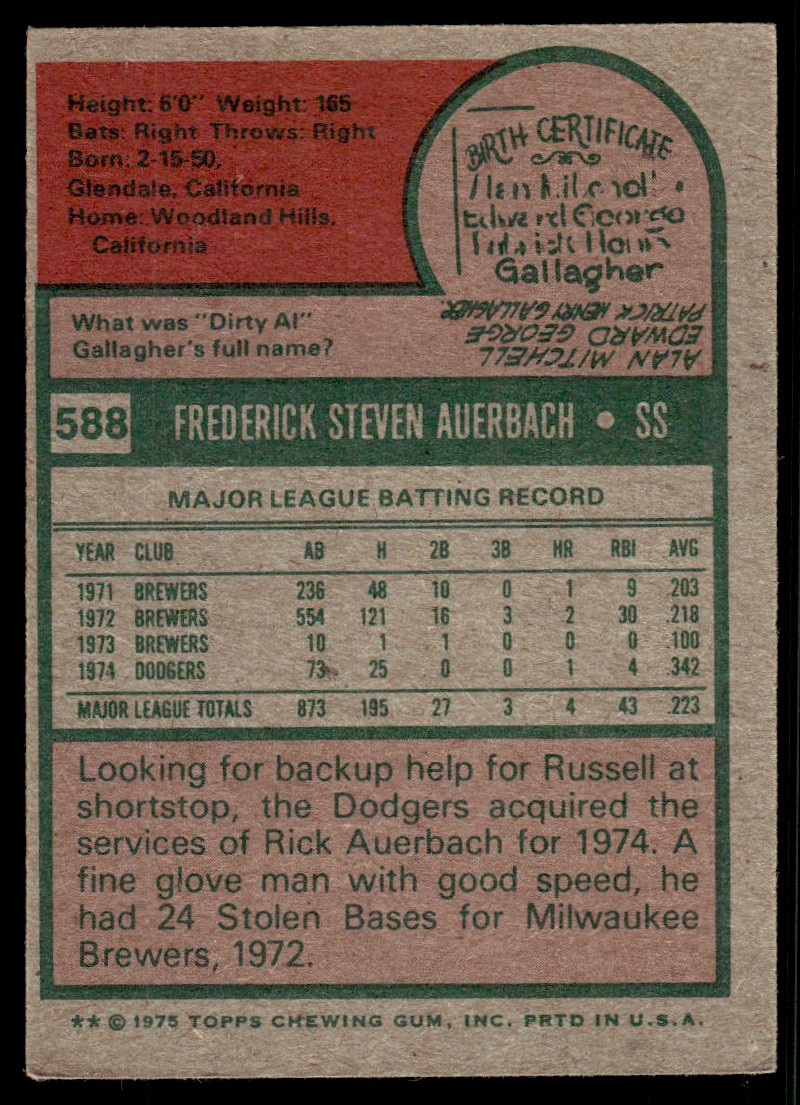 Height: 6'0" Weight: 165
Bats: Right Throws: Right
Born: 2-15-50,
Glendale, California
Home: Woodland Hills,
California
BIRTH CERTIFICATE
Edward George
Gallagher
What was "Dirty Al"
Gallagher's full name?
ALAN MITCHELL
EDWARD GEORGE
PATRICK HENRY GALLAGHER.
588 FREDERICK STEVEN AUERBACH • SS
MAJOR LEAGUE BATTING RECORD
YEAR CLUB AB H 2B 3B HR RBI AVG
1971 BREWERS 236 48 10 0 1 9 .203
1972 BREWERS 554 121 16 3 2 30 .218
1973 BREWERS 10 1 1 0 0 0 .100
1974 DODGERS 73 25 0 0 1 4 .342
MAJOR LEAGUE TOTALS 873 195 27 3 4 43 .223
Looking for backup help for Russell at
shortstop, the Dodgers acquired the
services of Rick Auerbach for 1974. A
fine glove man with good speed, he
had 24 Stolen Bases for Milwaukee
Brewers, 1972.
** © 1975 TOPPS CHEWING GUM, INC. PRTD IN U.S.A.